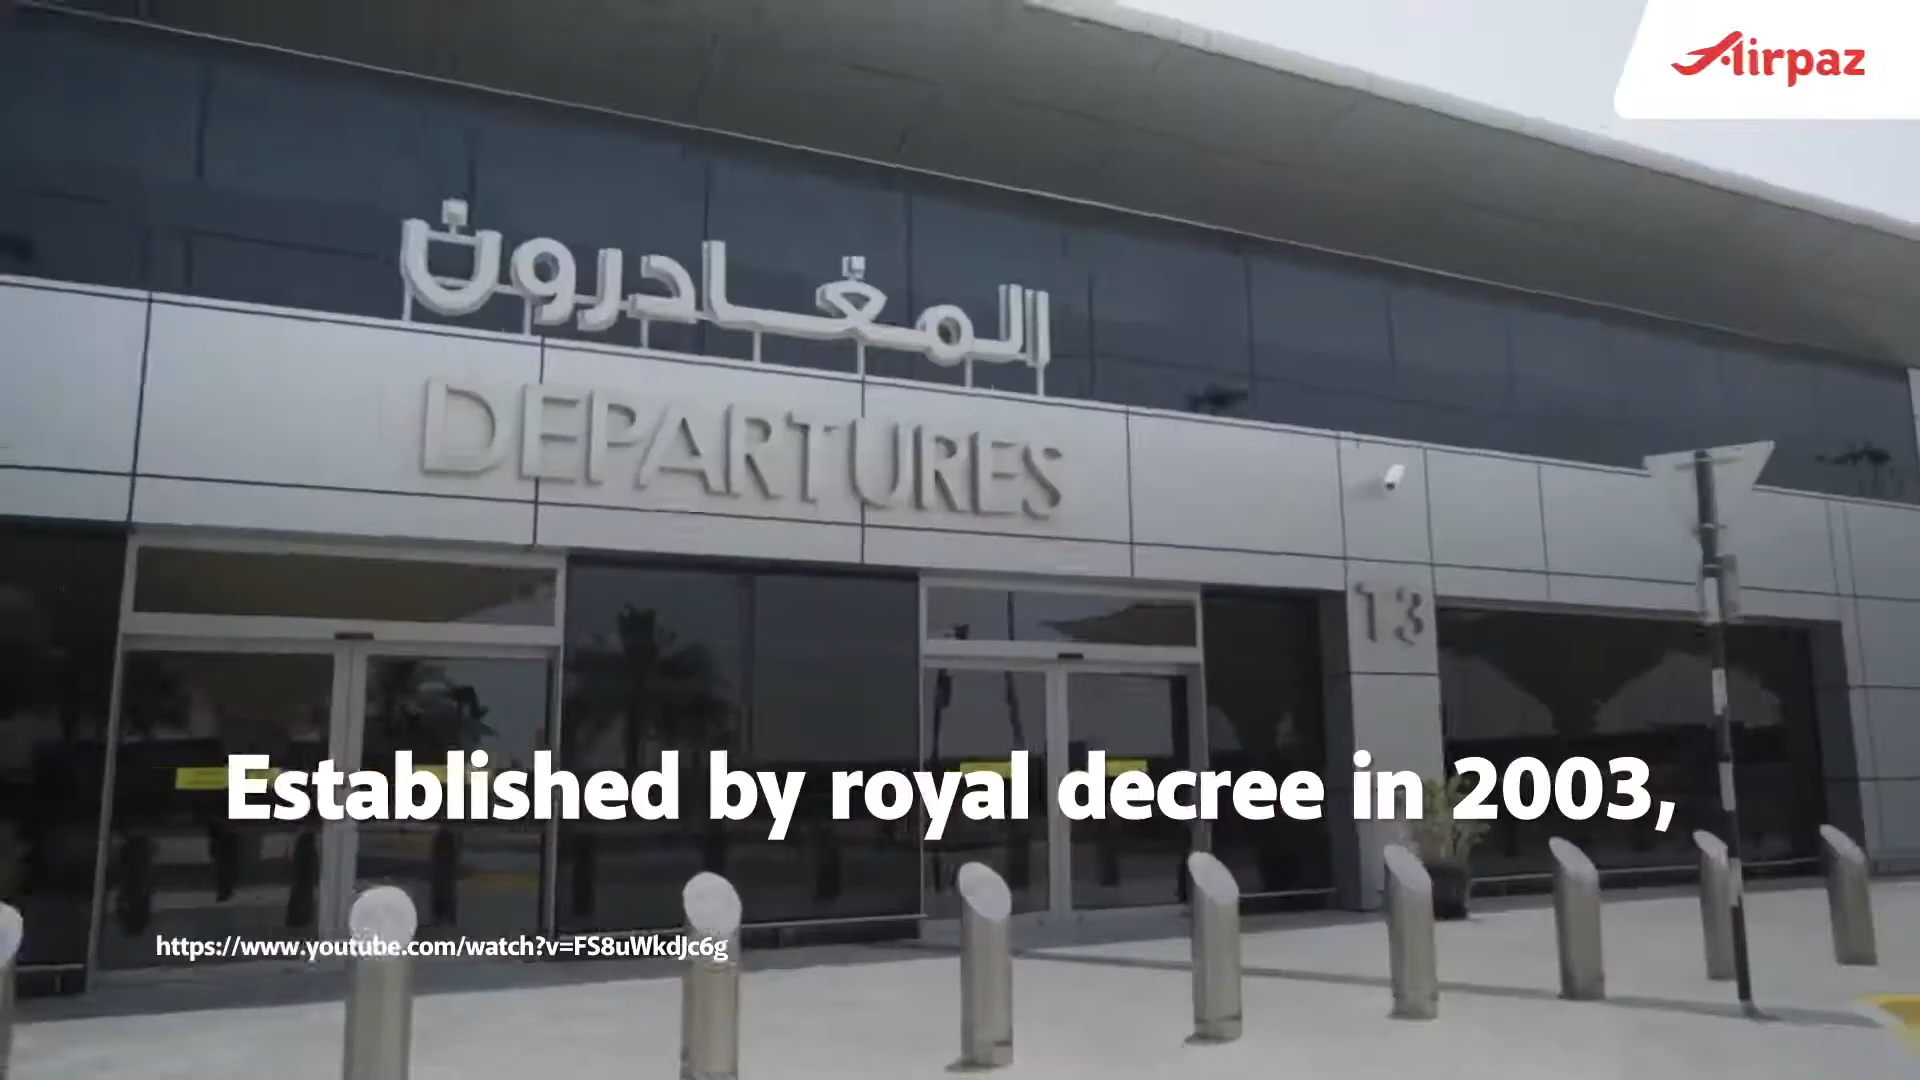 Airpaz
المغادرون
DEPARTURES
13
Established by royal decree in 2003,
https://www.youtube.com/watch?v=FS8uWkdJc6g